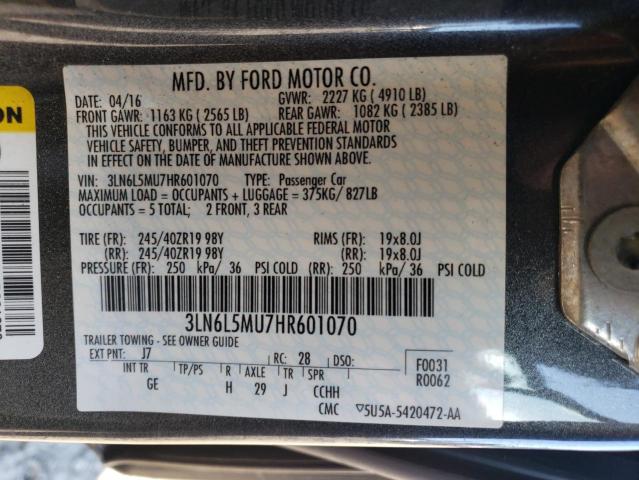 MFD. BY FORD MOTOR CO.
DATE: 04/16 GVWR: 2227 KG ( 4910 LB)
FRONT GAWR: 1163 KG ( 2565 LB) REAR GAWR: 1082 KG ( 2385 LB)
THIS VEHICLE CONFORMS TO ALL APPLICABLE FEDERAL MOTOR
VEHICLE SAFETY, BUMPER, AND THEFT PREVENTION STANDARDS
IN EFFECT ON THE DATE OF MANUFACTURE SHOWN ABOVE.
VIN: 3LN6L5MU7HR601070 TYPE: Passenger Car
MAXIMUM LOAD = OCCUPANTS + LUGGAGE = 375KG/ 827LB
OCCUPANTS = 5 TOTAL: 2 FRONT, 3 REAR
TIRE (FR): 245/40ZR19 98Y RIMS (FR): 19x8.0J
(RR): 245/40ZR19 98Y (RR): 19x8.0J
PRESSURE (FR): 250 kPa/ 36 PSI COLD (RR): 250 kPa/ 36 PSI COLD
3LN6L5MU7HR601070
TRAILER TOWING - SEE OWNER GUIDE
EXT PNT: J7 RC: 28 DSO: F0031
INT TR TP/PS R AXLE TR SPR R0062
GE H 29 J CCHH
CMC ▽5U5A-5420472-AA
ON